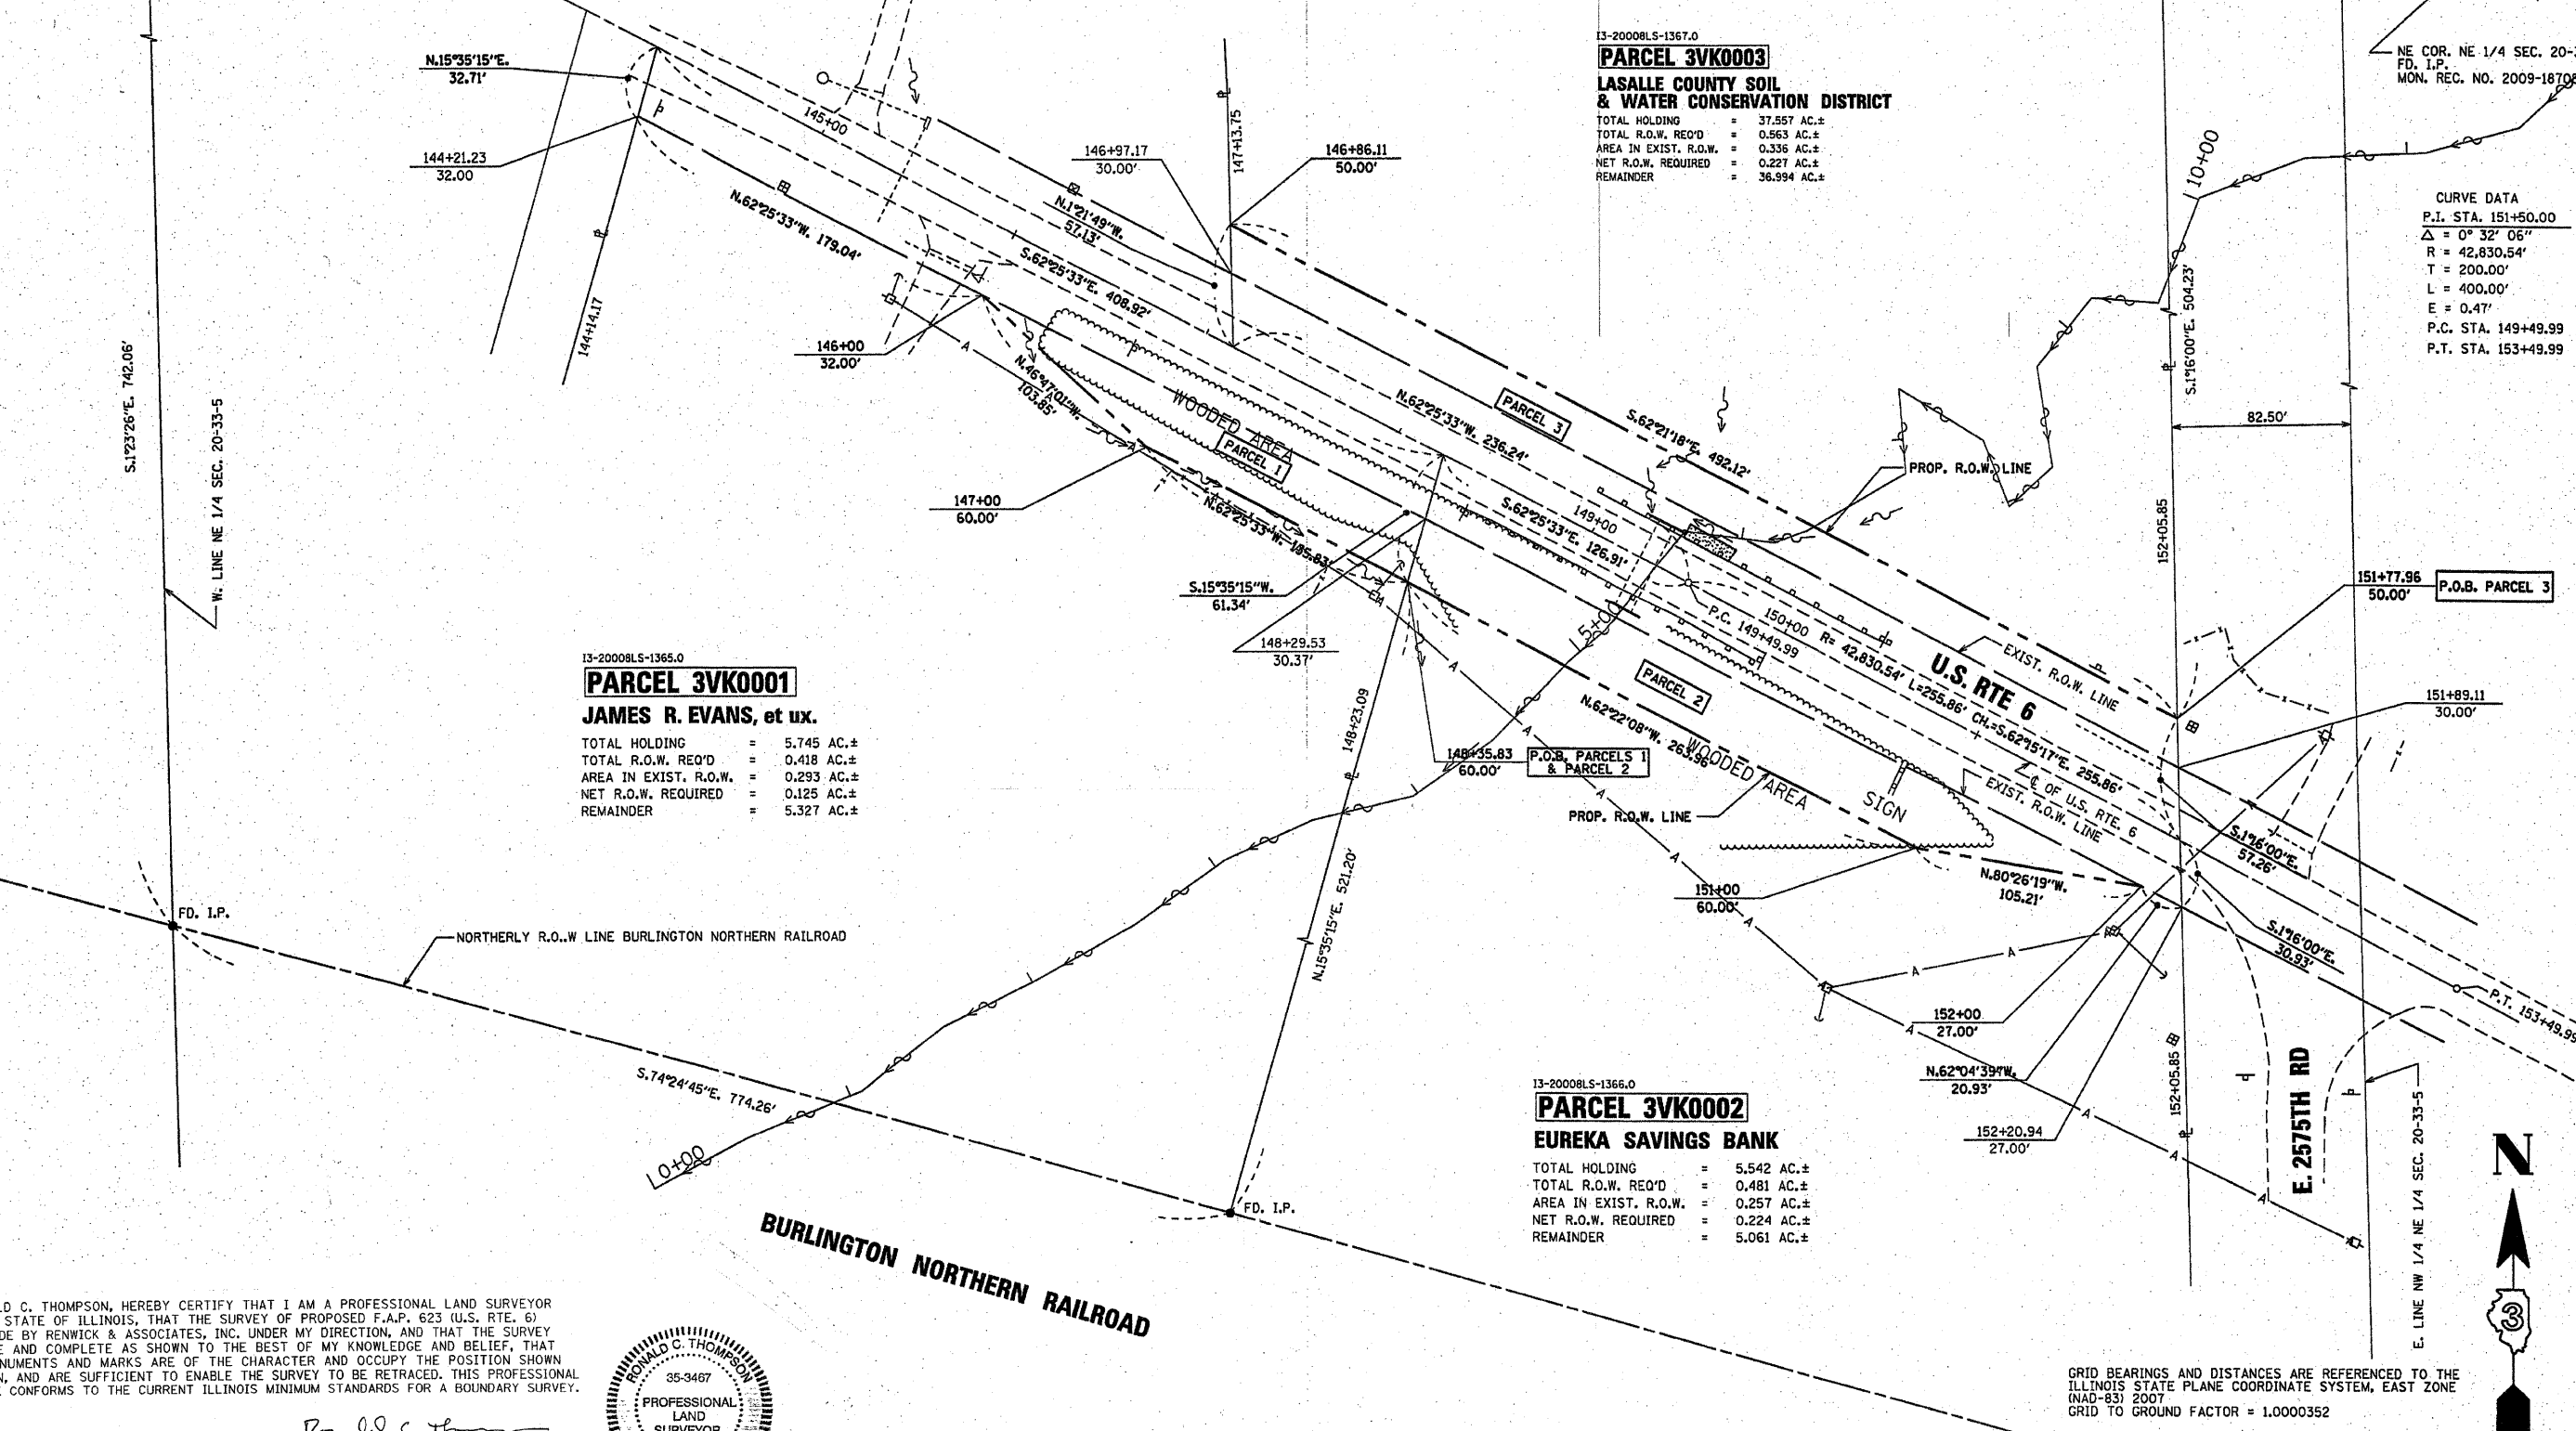 N.15°35'15"E.
32.71'
144+21.23
32.00
145+00
N.62°25'33"W. 179.04'
144+14.17
S.1°23'26"E. 742.06'
W. LINE NE 1/4 SEC. 20-33-5
146+97.17
30.00'
147+13.75
146+86.11
50.00'
N.1°21'49"W.
57.13'
S.62°25'33"E. 408.92'
146+00
32.00'
N.46°47'01"W.
103.85'
WOODED AREA
PARCEL 1
147+00
60.00'
N.62°25'33"W. 135.83'
S.15°35'15"W.
61.34'
148+29.53
30.37'
I3-20008LS-1367.0
PARCEL 3VK0003
LASALLE COUNTY SOIL
& WATER CONSERVATION DISTRICT
TOTAL HOLDING = 37.557 AC.±
TOTAL R.O.W. REQ'D = 0.563 AC.±
AREA IN EXIST. R.O.W. = 0.336 AC.±
NET R.O.W. REQUIRED = 0.227 AC.±
REMAINDER = 36.994 AC.±
NE COR. NE 1/4 SEC. 20-
FD. I.P.
MON. REC. NO. 2009-18708
10+00
CURVE DATA
P.I. STA. 151+50.00
Δ = 0° 32' 06"
R = 42,830.54'
T = 200.00'
L = 400.00'
E = 0.47'
P.C. STA. 149+49.99
P.T. STA. 153+49.99
S.1°16'00"E. 504.23'
82.50'
N.62°25'33"W. 236.24'
PARCEL 3
S.62°21'18"E. 492.12'
PROP. R.O.W. LINE
S.62°25'33"E. 126.91'
149+00
152+05.85
151+77.96
50.00'
P.O.B. PARCEL 3
15+00
P.C. 149+49.99
150+00
R= 42,830.54' L=255.86' CH.=S.62°15'17"E. 255.86'
U.S. RTE 6
EXIST. R.O.W. LINE
151+89.11
30.00'
I3-20008LS-1365.0
PARCEL 3VK0001
JAMES R. EVANS, et ux.
TOTAL HOLDING = 5.745 AC.±
TOTAL R.O.W. REQ'D = 0.418 AC.±
AREA IN EXIST. R.O.W. = 0.293 AC.±
NET R.O.W. REQUIRED = 0.125 AC.±
REMAINDER = 5.327 AC.±
148+23.09
PARCEL 2
N.62°22'08"W. 263.96'
148+35.83
60.00'
P.O.B. PARCELS 1
& PARCEL 2
WOODED AREA
PROP. R.O.W. LINE
SIGN
EXIST. R.O.W. LINE
℄ OF U.S. RTE. 6
S.1°16'00"E.
57.26'
N.15°35'15"E. 521.20'
151+00
60.00'
N.80°26'19"W.
105.21'
S.1°16'00"E.
30.93'
P.T. 153+49.99
FD. I.P.
NORTHERLY R.O..W LINE BURLINGTON NORTHERN RAILROAD
152+00
27.00'
N.62°04'39"W.
20.93'
152+20.94
27.00'
152+05.85
E. 2575TH RD
E. LINE NW 1/4 NE 1/4 SEC. 20-33-5
N
3
S.74°24'45"E. 774.26'
10+00
FD. I.P.
BURLINGTON NORTHERN RAILROAD
I3-20008LS-1366.0
PARCEL 3VK0002
EUREKA SAVINGS BANK
TOTAL HOLDING = 5.542 AC.±
TOTAL R.O.W. REQ'D = 0.481 AC.±
AREA IN EXIST. R.O.W. = 0.257 AC.±
NET R.O.W. REQUIRED = 0.224 AC.±
REMAINDER = 5.061 AC.±
LD C. THOMPSON, HEREBY CERTIFY THAT I AM A PROFESSIONAL LAND SURVEYOR
STATE OF ILLINOIS, THAT THE SURVEY OF PROPOSED F.A.P. 623 (U.S. RTE. 6)
DE BY RENWICK & ASSOCIATES, INC. UNDER MY DIRECTION, AND THAT THE SURVEY
E AND COMPLETE AS SHOWN TO THE BEST OF MY KNOWLEDGE AND BELIEF, THAT
NUMENTS AND MARKS ARE OF THE CHARACTER AND OCCUPY THE POSITION SHOWN
N, AND ARE SUFFICIENT TO ENABLE THE SURVEY TO BE RETRACED. THIS PROFESSIONAL
E CONFORMS TO THE CURRENT ILLINOIS MINIMUM STANDARDS FOR A BOUNDARY SURVEY.
RONALD C. THOMPSON
35-3467
PROFESSIONAL
LAND
SURVEYOR
GRID BEARINGS AND DISTANCES ARE REFERENCED TO THE
ILLINOIS STATE PLANE COORDINATE SYSTEM, EAST ZONE
(NAD-83) 2007
GRID TO GROUND FACTOR = 1.0000352